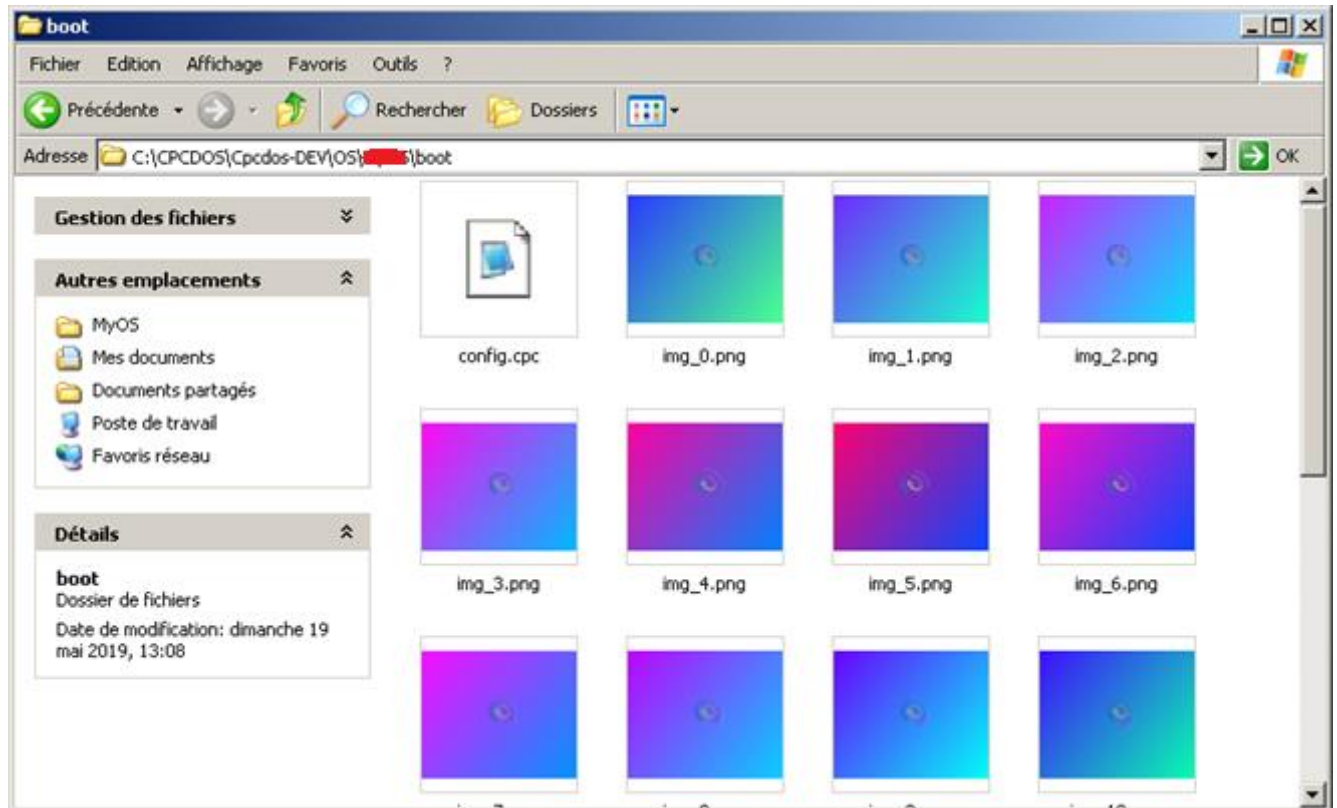 boot
Fichier Edition Affichage Favoris Outils ?
Précédente Rechercher Dossiers
Adresse C:\CPCDOS\Cpcdos-DEV\OS\ \boot OK
Gestion des fichiers
Autres emplacements
MyOS
Mes documents
Documents partagés
Poste de travail
Favoris réseau
Détails
boot
Dossier de fichiers
Date de modification: dimanche 19
mai 2019, 13:08
config.cpc img_0.png img_1.png img_2.png
img_3.png img_4.png img_5.png img_6.png